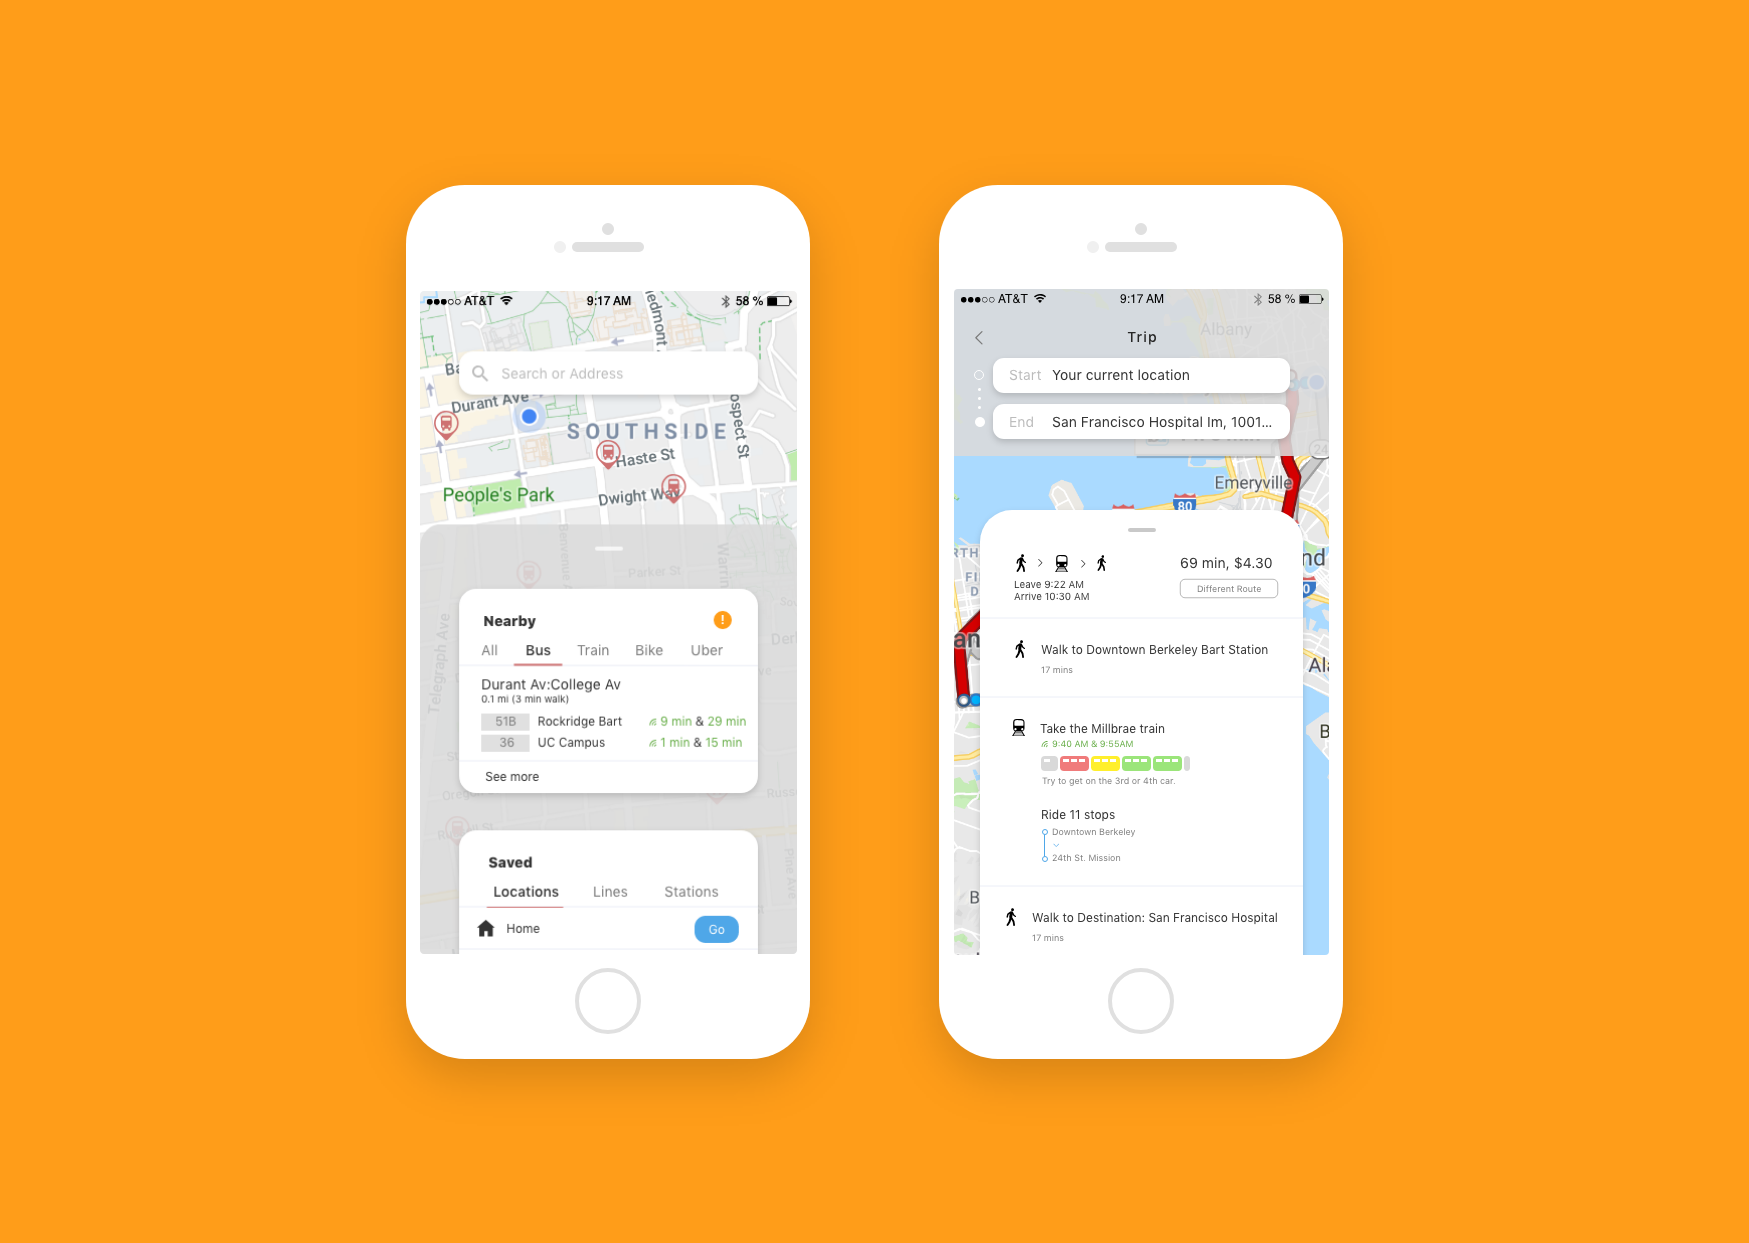 AT&T
9:17 AM
58 %
Search or Address
Durant Ave
SOUTHSIDE
Haste St
People's Park
Dwight Way
Parker St
Telegraph Ave
Nearby
!
All Bus Train Bike Uber
Durant Av:College Av
0.1 mi (3 min walk)
51B Rockridge Bart 9 min & 29 min
36 UC Campus 1 min & 15 min
See more
Pine Ave
Saved
Locations Lines Stations
Home Go
AT&T
9:17 AM
58 %
Albany
Trip
Start Your current location
End San Francisco Hospital Im, 1001...
24
Emeryville
80
69 min, $4.30
Leave 9:22 AM
Arrive 10:30 AM
Different Route
Walk to Downtown Berkeley Bart Station
17 mins
Take the Millbrae train
9:40 AM & 9:55AM
Try to get on the 3rd or 4th car.
Ride 11 stops
Downtown Berkeley
24th St. Mission
Walk to Destination: San Francisco Hospital
17 mins